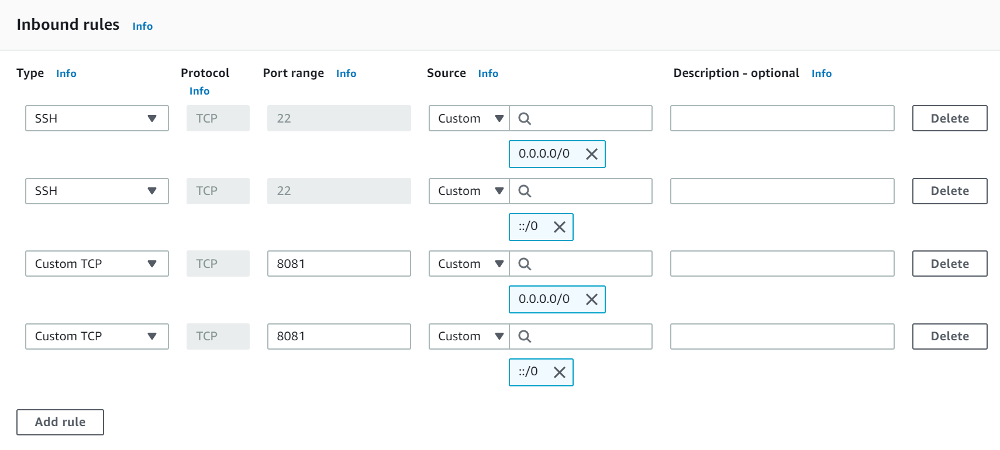 Inbound rules Info
Type Info Protocol Info Port range Info Source Info Description - optional Info
SSH TCP 22 Custom Delete
0.0.0.0/0
SSH TCP 22 Custom Delete
::/0
Custom TCP TCP 8081 Custom Delete
0.0.0.0/0
Custom TCP TCP 8081 Custom Delete
::/0
Add rule